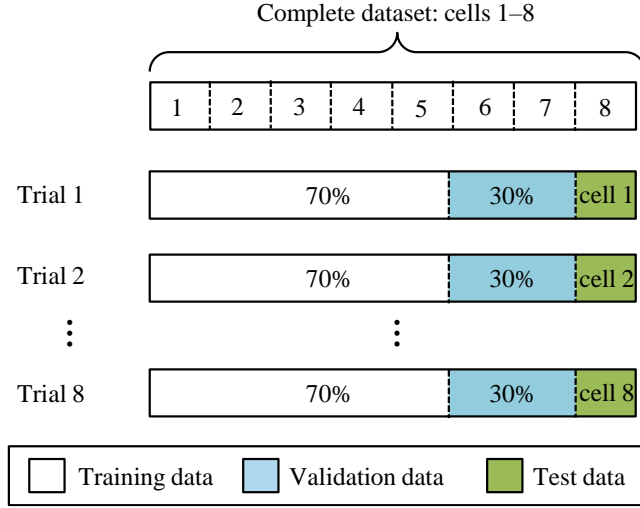 Complete dataset: cells 1–8
1 2 3 4 5 6 7 8
Trial 1 70% 30% cell 1
Trial 2 70% 30% cell 2
Trial 8 70% 30% cell 8
Training data Validation data Test data